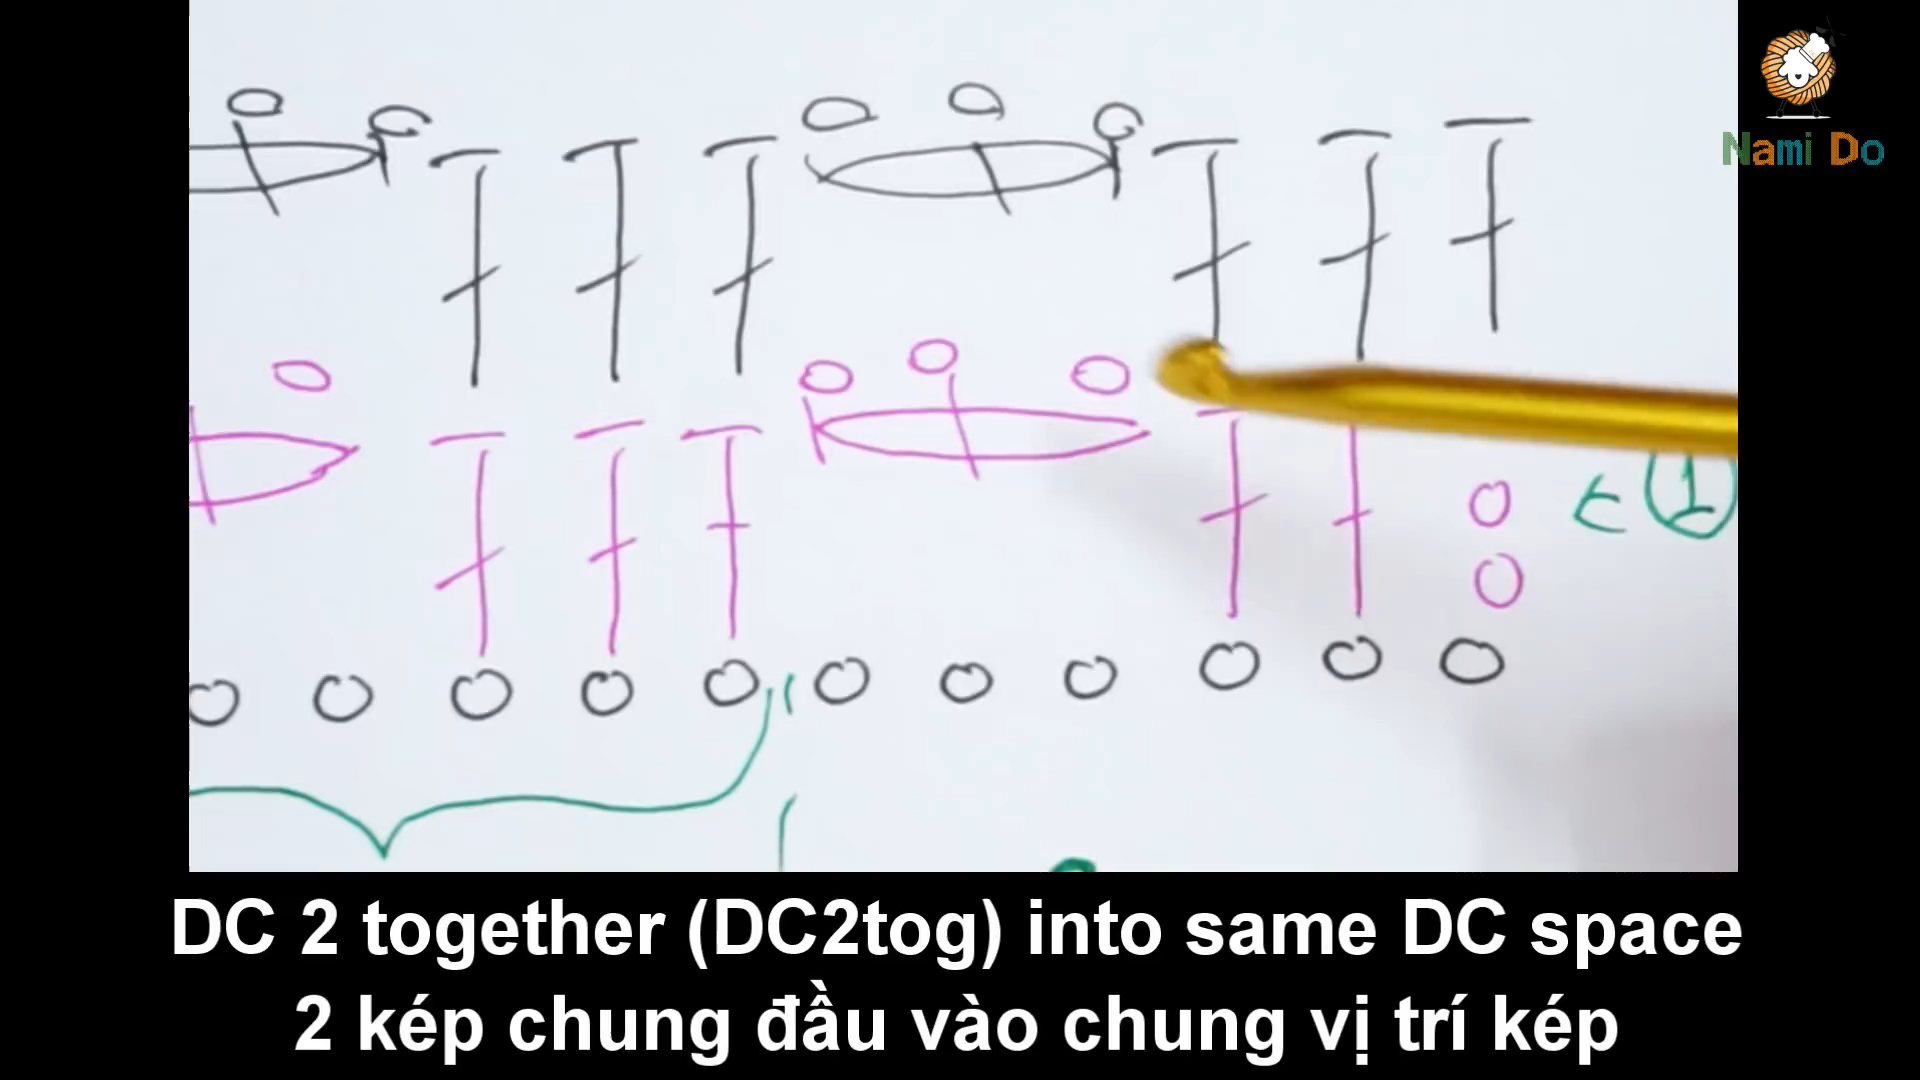 Nami Do
1
DC 2 together (DC2tog) into same DC space
2 kép chung đầu vào chung vị trí kép